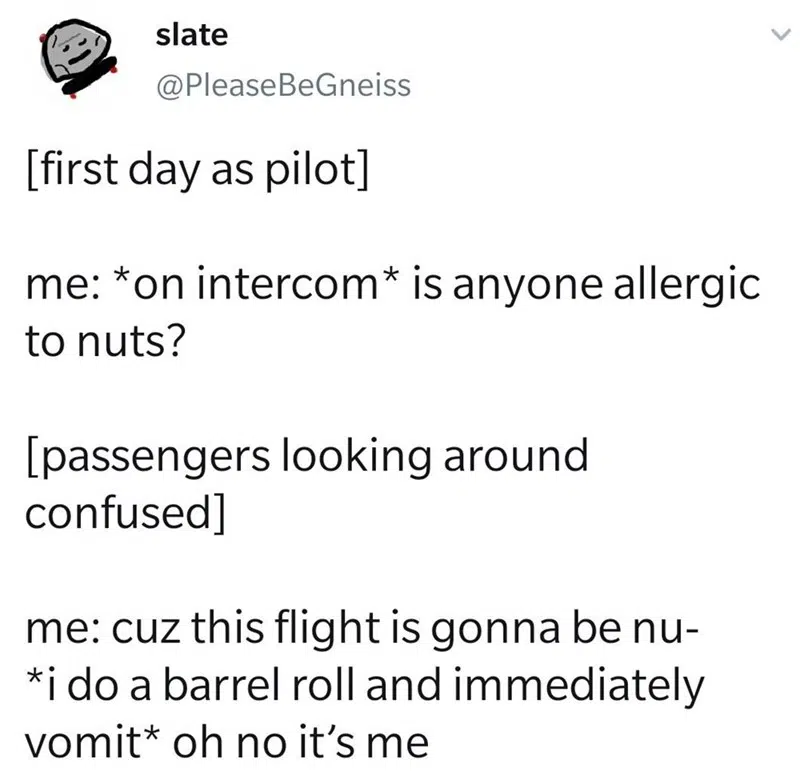 slate
@PleaseBeGneiss
[first day as pilot]
me: *on intercom* is anyone allergic
to nuts?
[passengers looking around
confused]
me: cuz this flight is gonna be nu-
*i do a barrel roll and immediately
vomit* oh no it’s me